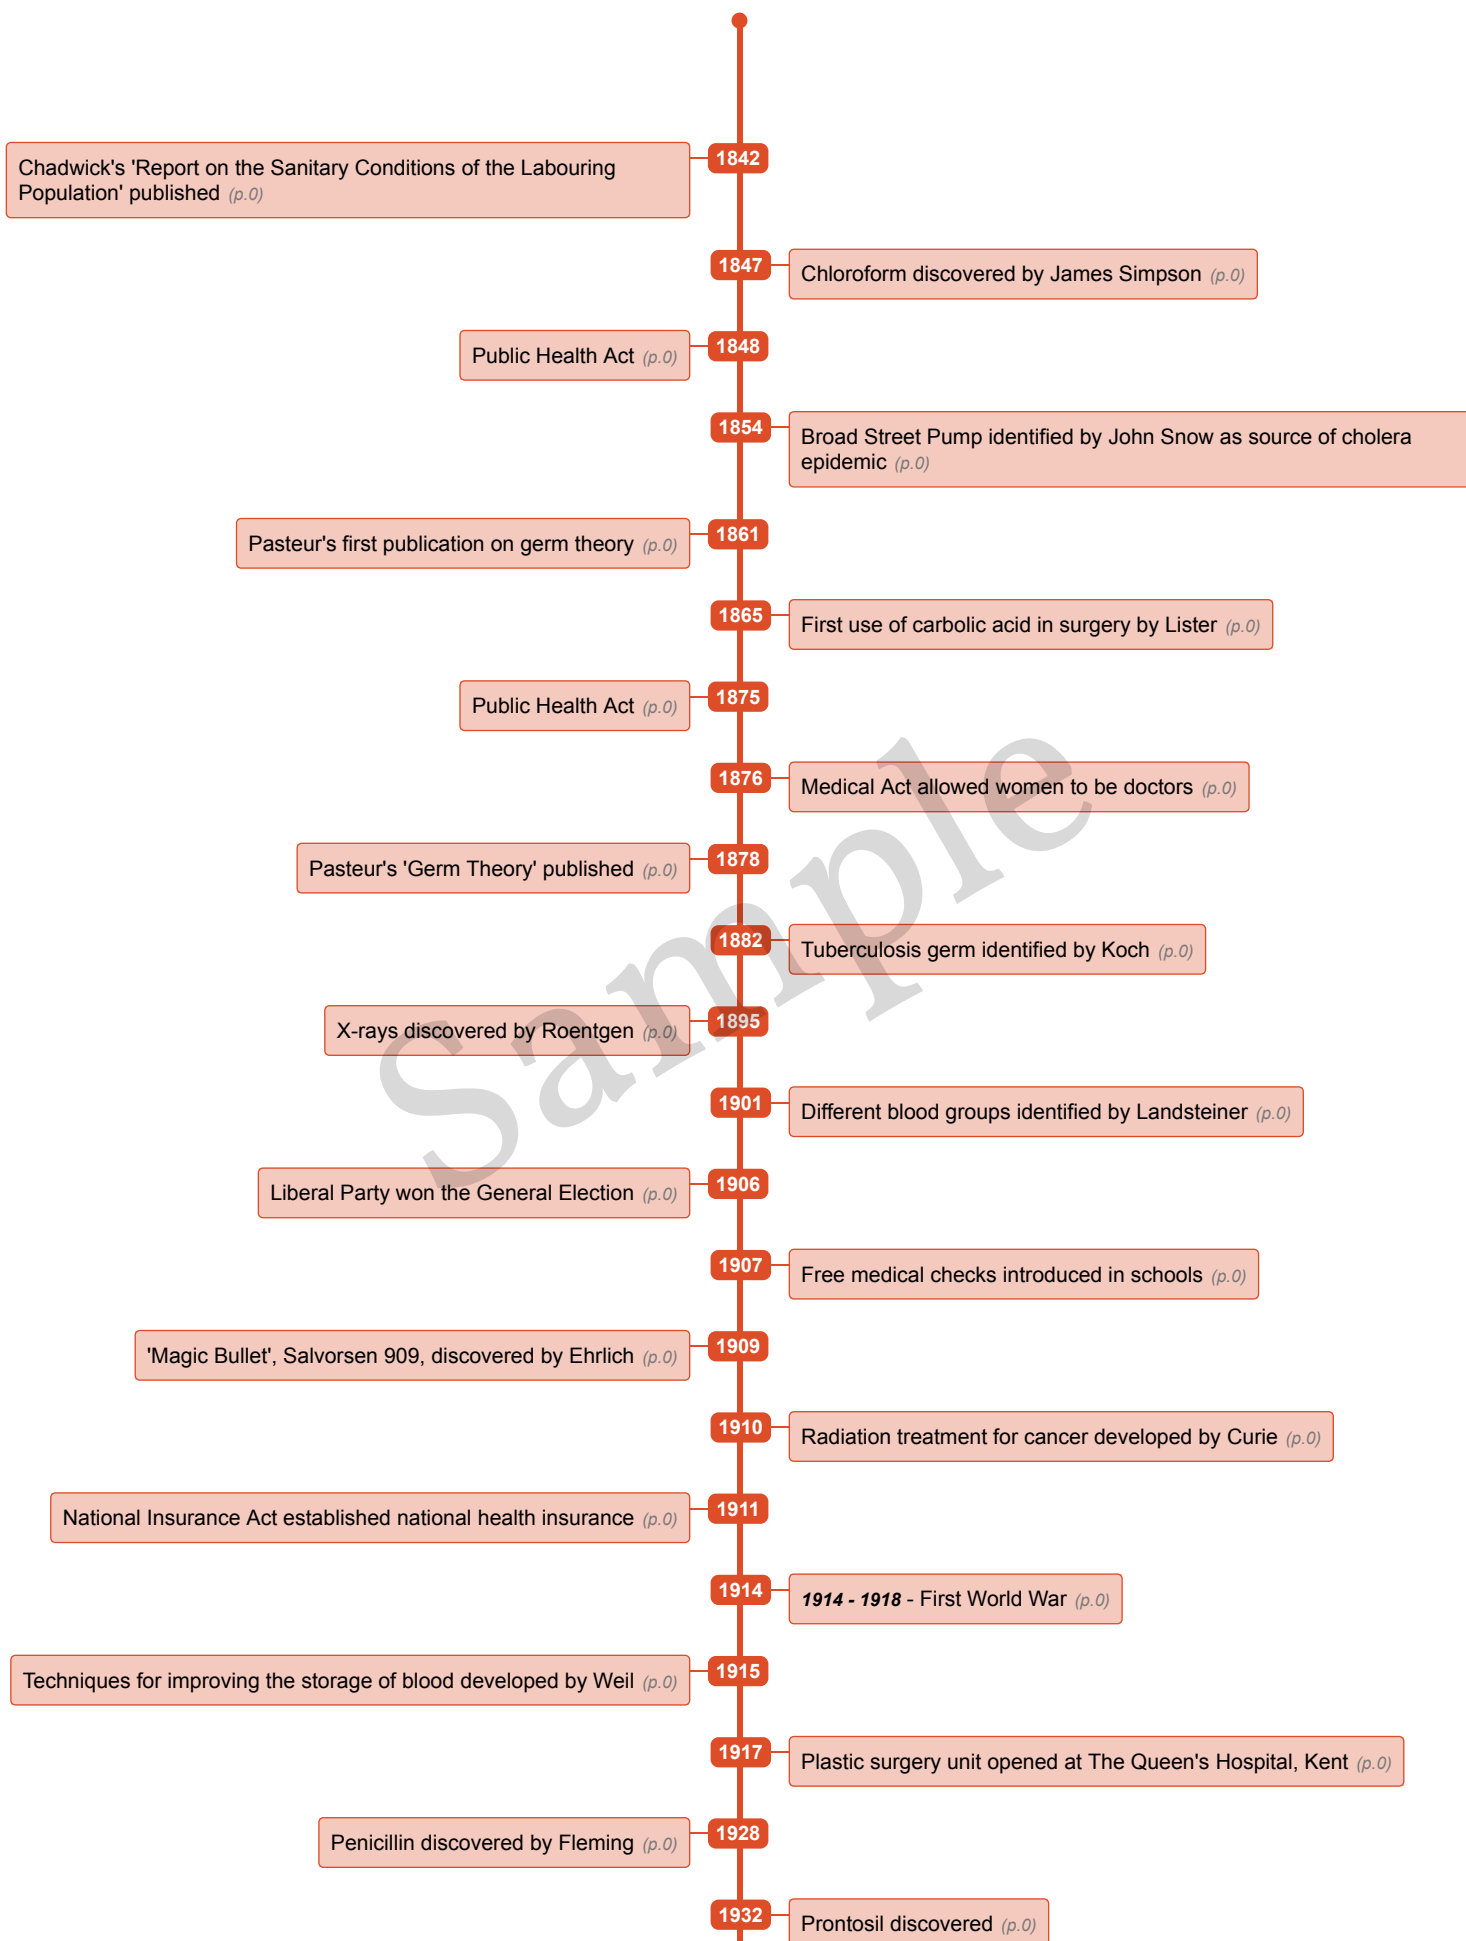 1842
Chadwick's 'Report on the Sanitary Conditions of the Labouring
Population' published (p.0)
1847
Chloroform discovered by James Simpson (p.0)
1848
Public Health Act (p.0)
1854
Broad Street Pump identified by John Snow as source of cholera
epidemic (p.0)
1861
Pasteur's first publication on germ theory (p.0)
1865
First use of carbolic acid in surgery by Lister (p.0)
1875
Public Health Act (p.0)
1876
Medical Act allowed women to be doctors (p.0)
1878
Pasteur's 'Germ Theory' published (p.0)
1882
Tuberculosis germ identified by Koch (p.0)
1895
X-rays discovered by Roentgen (p.0)
1901
Different blood groups identified by Landsteiner (p.0)
1906
Liberal Party won the General Election (p.0)
1907
Free medical checks introduced in schools (p.0)
1909
'Magic Bullet', Salvorsen 909, discovered by Ehrlich (p.0)
1910
Radiation treatment for cancer developed by Curie (p.0)
1911
National Insurance Act established national health insurance (p.0)
1914
1914 - 1918 - First World War (p.0)
1915
Techniques for improving the storage of blood developed by Weil (p.0)
1917
Plastic surgery unit opened at The Queen's Hospital, Kent (p.0)
1928
Penicillin discovered by Fleming (p.0)
1932
Prontosil discovered (p.0)
Sample